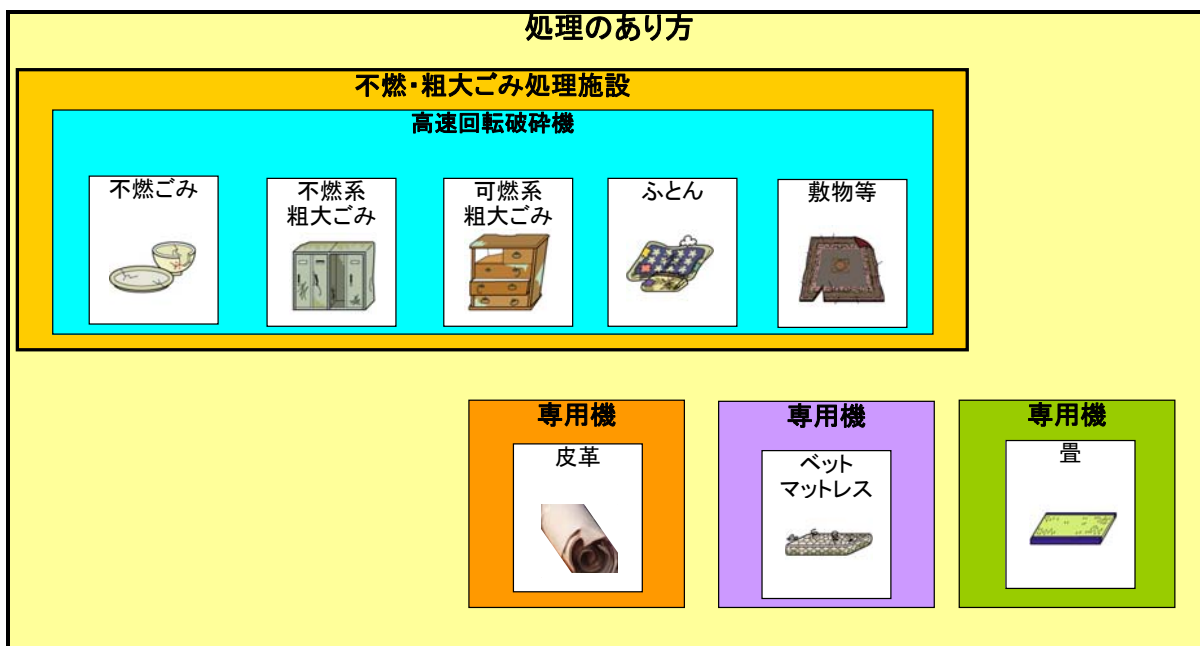 処理のあり方
不燃・粗大ごみ処理施設
高速回転破砕機
不燃ごみ
不燃系
粗大ごみ
可燃系
粗大ごみ
ふとん
敷物等
専用機
皮革
専用機
ベット
マットレス
専用機
畳